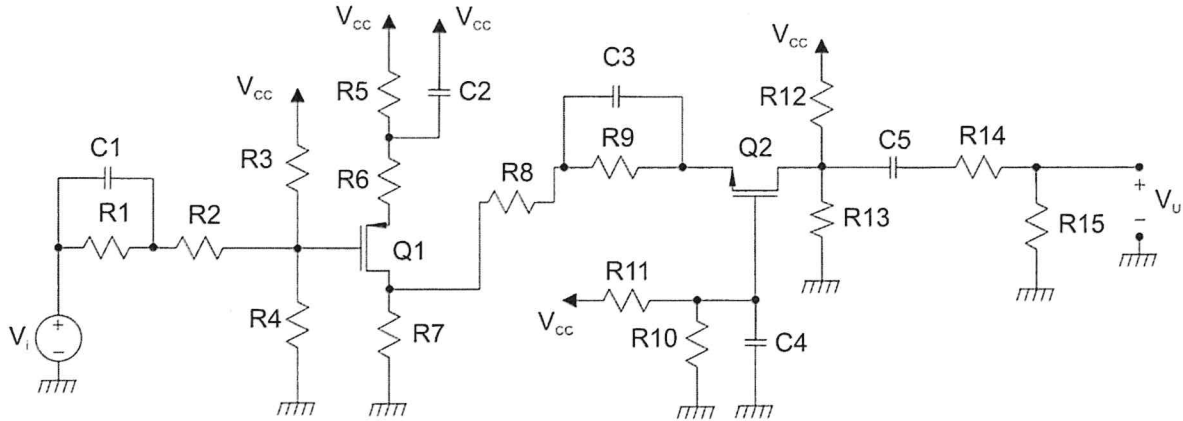 V_cc
V_cc
C3
V_cc
R5
C2
V_cc
R12
C1
R3
R9
Q2
C5
R14
R6
R8
R1
R2
R13
+
V_U
−
R15
Q1
R11
R4
R7
V_cc
R10
C4
V_i
+
−